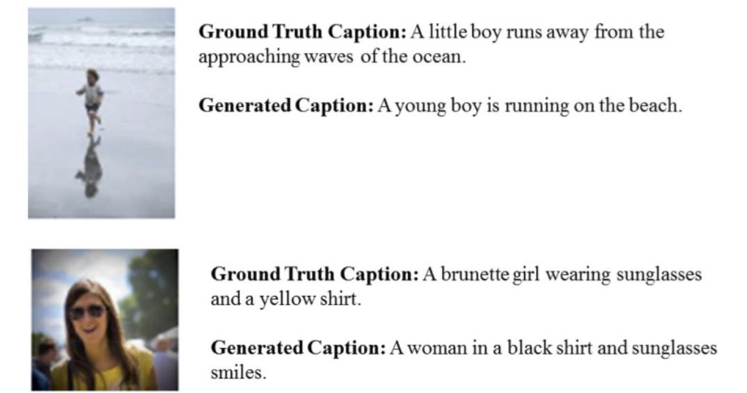 Ground Truth Caption: A little boy runs away from the
approaching waves of the ocean.
Generated Caption: A young boy is running on the beach.
Ground Truth Caption: A brunette girl wearing sunglasses
and a yellow shirt.
Generated Caption: A woman in a black shirt and sunglasses
smiles.